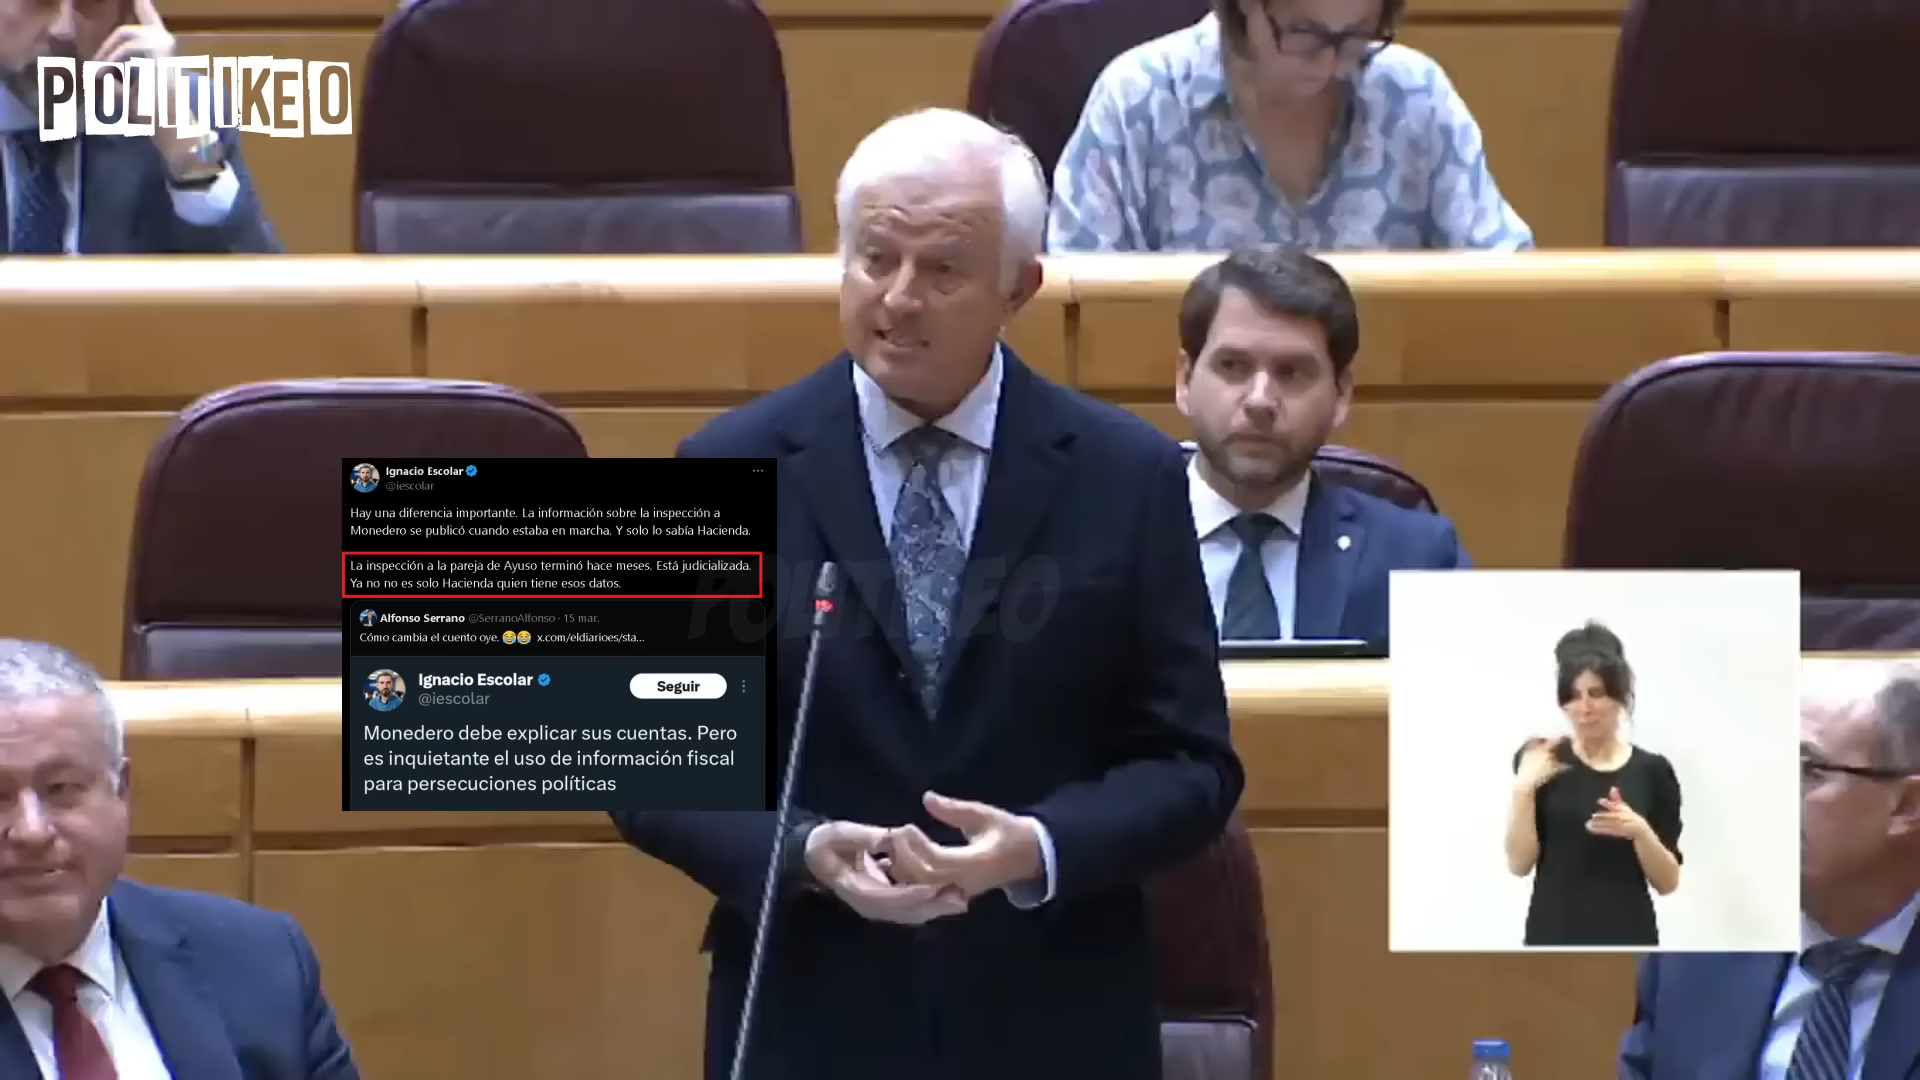 POLITIKEO
Ignacio Escolar
@iescolar
Hay una diferencia importante. La información sobre la inspección a
Monedero se publicó cuando estaba en marcha. Y solo lo sabía Hacienda.
La inspección a la pareja de Ayuso terminó hace meses. Está judicializada.
Ya no no es solo Hacienda quien tiene esos datos.
Alfonso Serrano @SerranoAlfonso · 15 mar.
Cómo cambia el cuento oye. 😂😂 x.com/eldiarioes/sta...
Ignacio Escolar
@iescolar
Seguir
Monedero debe explicar sus cuentas. Pero
es inquietante el uso de información fiscal
para persecuciones políticas
POLITIKEO